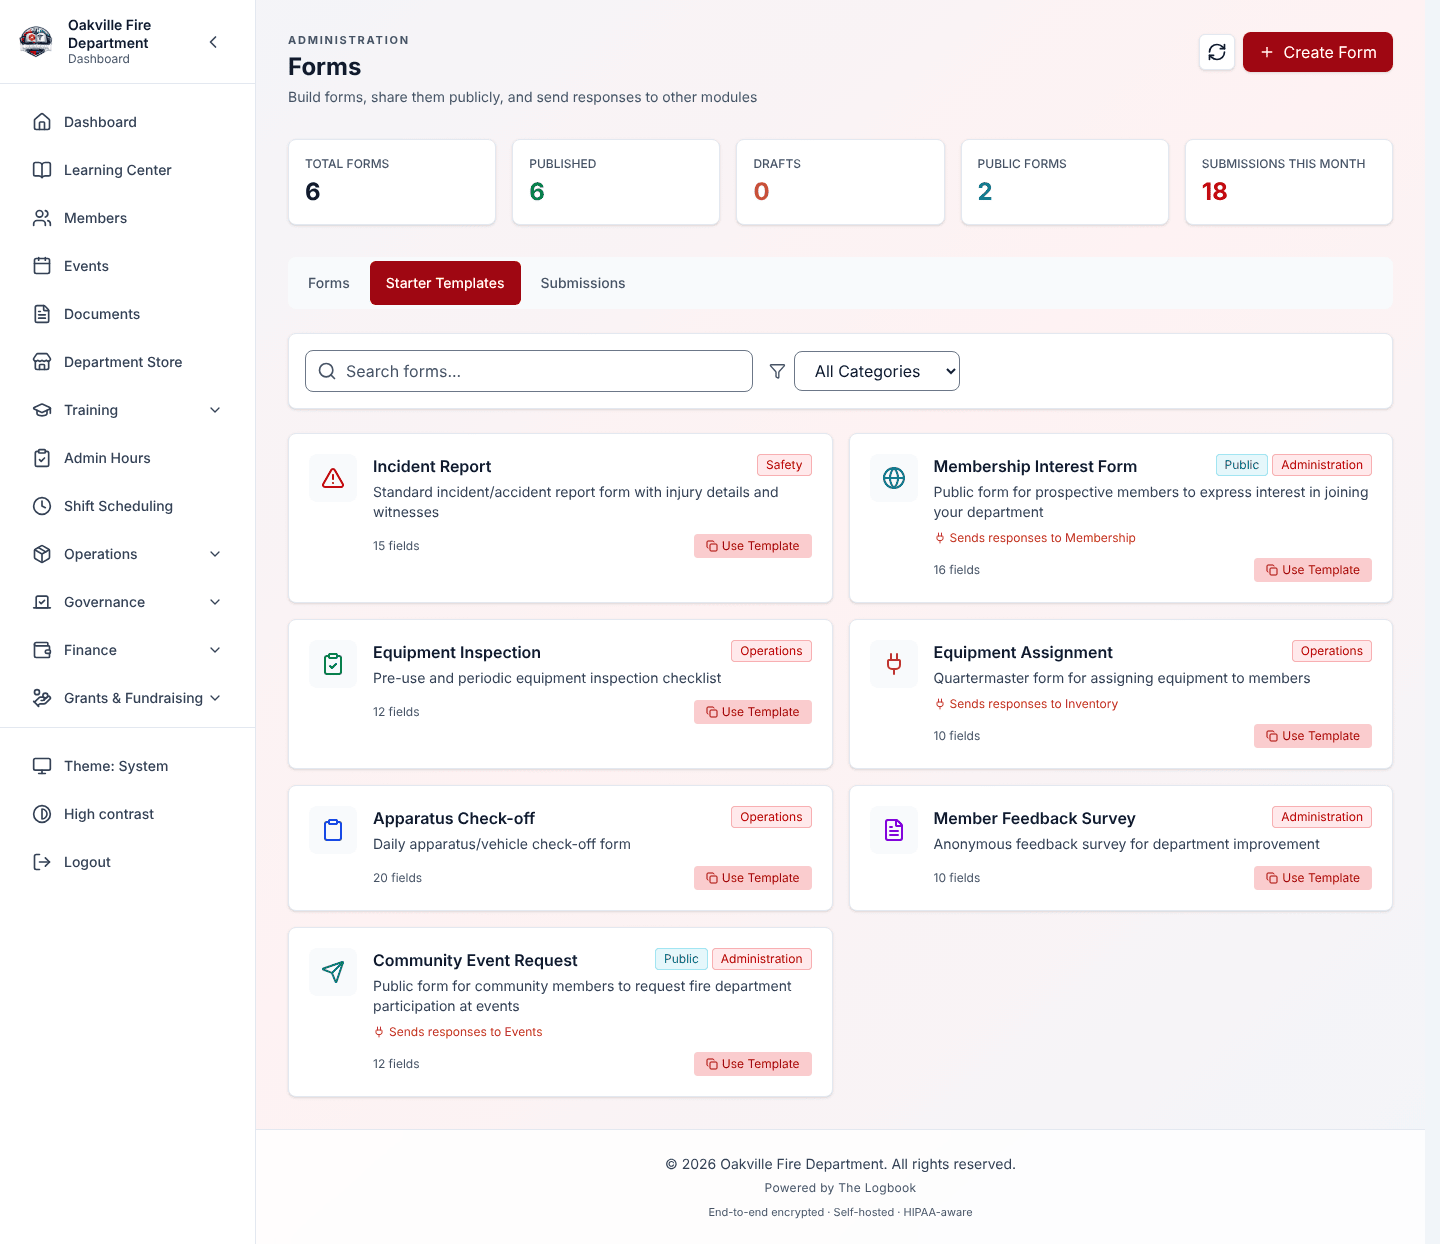 Oakville Fire
Department
Dashboard
Dashboard
Learning Center
Members
Events
Documents
Department Store
Training
Admin Hours
Shift Scheduling
Operations
Governance
Finance
Grants & Fundraising
Theme: System
High contrast
Logout
ADMINISTRATION
Forms
Build forms, share them publicly, and send responses to other modules
Create Form
TOTAL FORMS
6
PUBLISHED
6
DRAFTS
0
PUBLIC FORMS
2
SUBMISSIONS THIS MONTH
18
Forms
Starter Templates
Submissions
Search forms...
All Categories
Incident Report
Safety
Standard incident/accident report form with injury details and
witnesses
15 fields
Use Template
Membership Interest Form
Public
Administration
Public form for prospective members to express interest in joining
your department
Sends responses to Membership
16 fields
Use Template
Equipment Inspection
Operations
Pre-use and periodic equipment inspection checklist
12 fields
Use Template
Equipment Assignment
Operations
Quartermaster form for assigning equipment to members
Sends responses to Inventory
10 fields
Use Template
Apparatus Check-off
Operations
Daily apparatus/vehicle check-off form
20 fields
Use Template
Member Feedback Survey
Administration
Anonymous feedback survey for department improvement
10 fields
Use Template
Community Event Request
Public
Administration
Public form for community members to request fire department
participation at events
Sends responses to Events
12 fields
Use Template
© 2026 Oakville Fire Department. All rights reserved.
Powered by The Logbook
End-to-end encrypted · Self-hosted · HIPAA-aware